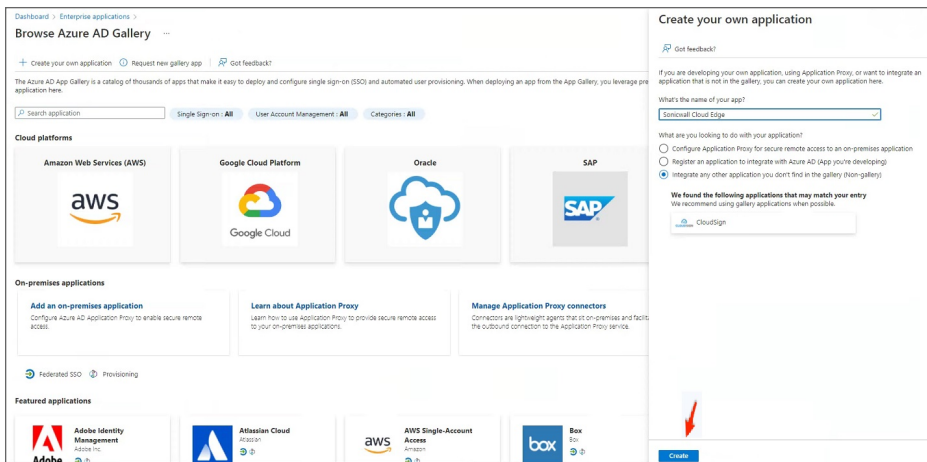 Dashboard > Enterprise applications >
Browse Azure AD Gallery ...
+ Create your own application Request new gallery app Got feedback?
The Azure AD App Gallery is a catalog of thousands of apps that make it easy to deploy and configure single sign-on (SSO) and automated user provisioning. When deploying an app from the App Gallery, you leverage pre
application here.
Search application
Single Sign-on : All
User Account Management : All
Categories : All
Cloud platforms
Amazon Web Services (AWS)
aws
Google Cloud Platform
Google Cloud
Oracle
SAP
SAP
On-premises applications
Add an on-premises application
Configure Azure AD Application Proxy to enable secure remote
access.
Learn about Application Proxy
Learn how to use Application Proxy to provide secure remote access
to your on-premises applications.
Manage Application Proxy connectors
Connectors are lightweight agents that sit on-premises and facilit
the outbound connection to the Application Proxy service.
Federated SSO Provisioning
Featured applications
Adobe
Adobe Identity
Management
Adobe Inc.
Atlassian Cloud
Atlassian
aws
AWS Single-Account
Access
Amazon
box
Box
Box
Create your own application
Got feedback?
If you are developing your own application, using Application Proxy, or want to integrate an
application that is not in the gallery, you can create your own application here.
What's the name of your app?
Sonicwall Cloud Edge
What are you looking to do with your application?
Configure Application Proxy for secure remote access to an on-premises application
Register an application to integrate with Azure AD (App you're developing)
Integrate any other application you don't find in the gallery (Non-gallery)
We found the following applications that may match your entry
We recommend using gallery applications when possible.
CloudSign
Create